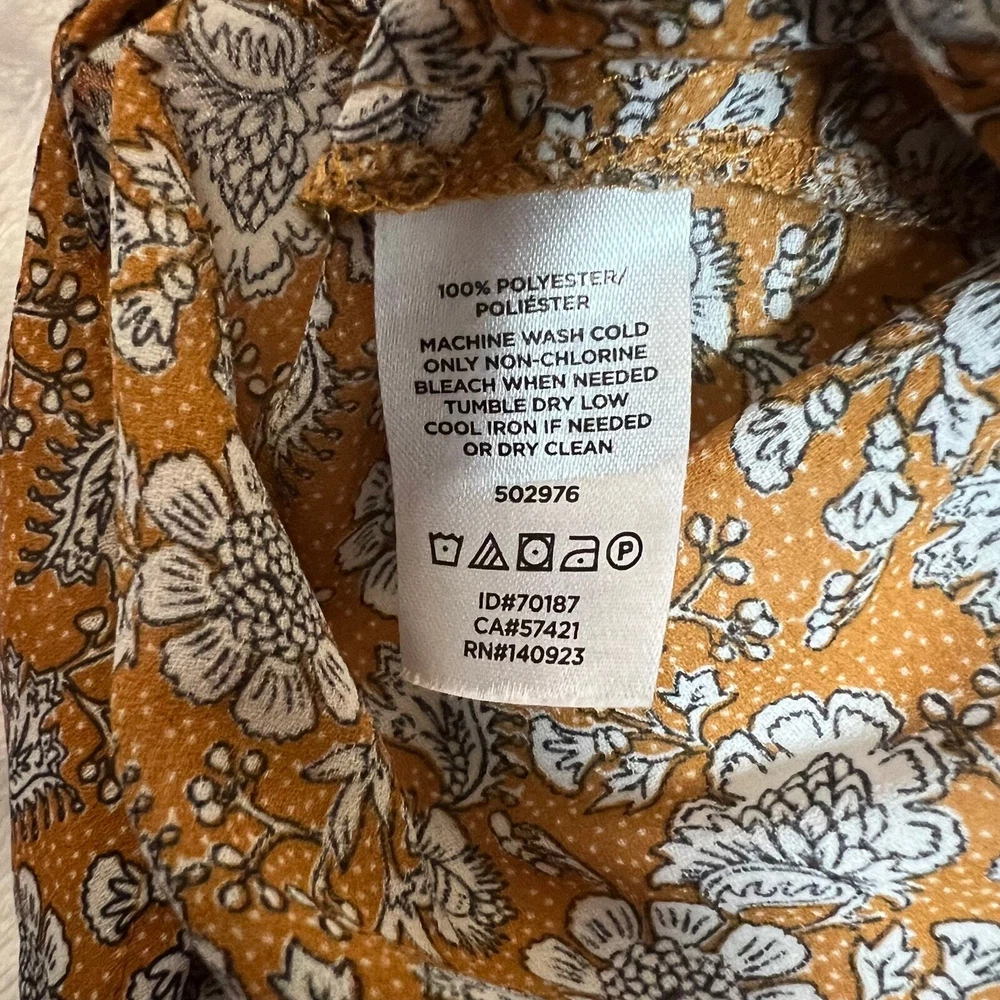 100% POLYESTER/
POLIÉSTER
MACHINE WASH COLD
ONLY NON-CHLORINE
BLEACH WHEN NEEDED
TUMBLE DRY LOW
COOL IRON IF NEEDED
OR DRY CLEAN
502976
P
ID#70187
CA#57421
RN#140923